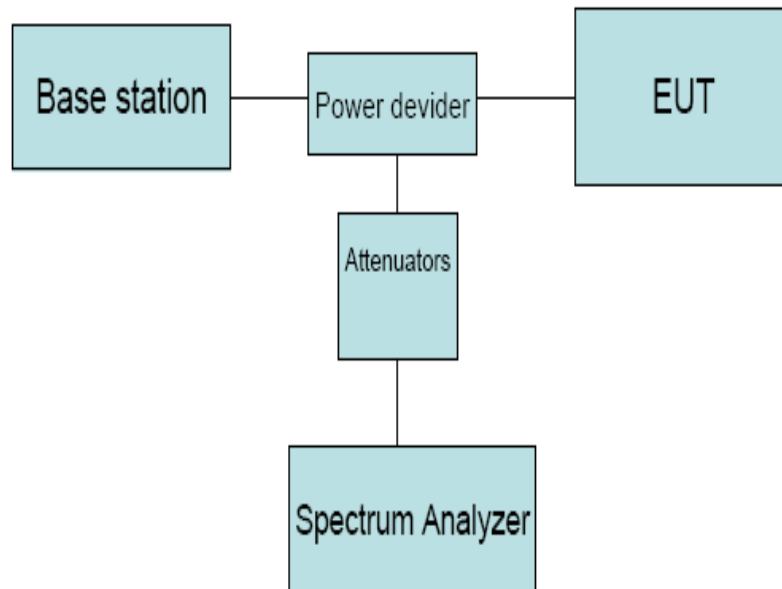 Base station
Power devider
EUT
Attenuators
Spectrum Analyzer